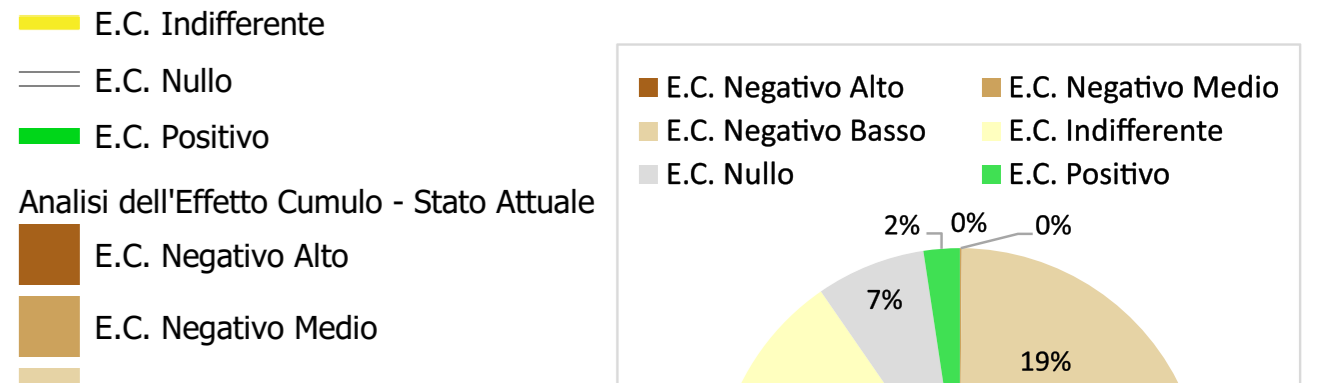 E.C. Indifferente
E.C. Nullo
E.C. Positivo
Analisi dell'Effetto Cumulo - Stato Attuale
E.C. Negativo Alto
E.C. Negativo Medio
E.C. Negativo Alto E.C. Negativo Medio
E.C. Negativo Basso E.C. Indifferente
E.C. Nullo E.C. Positivo
2% 0% 0%
7%
19%